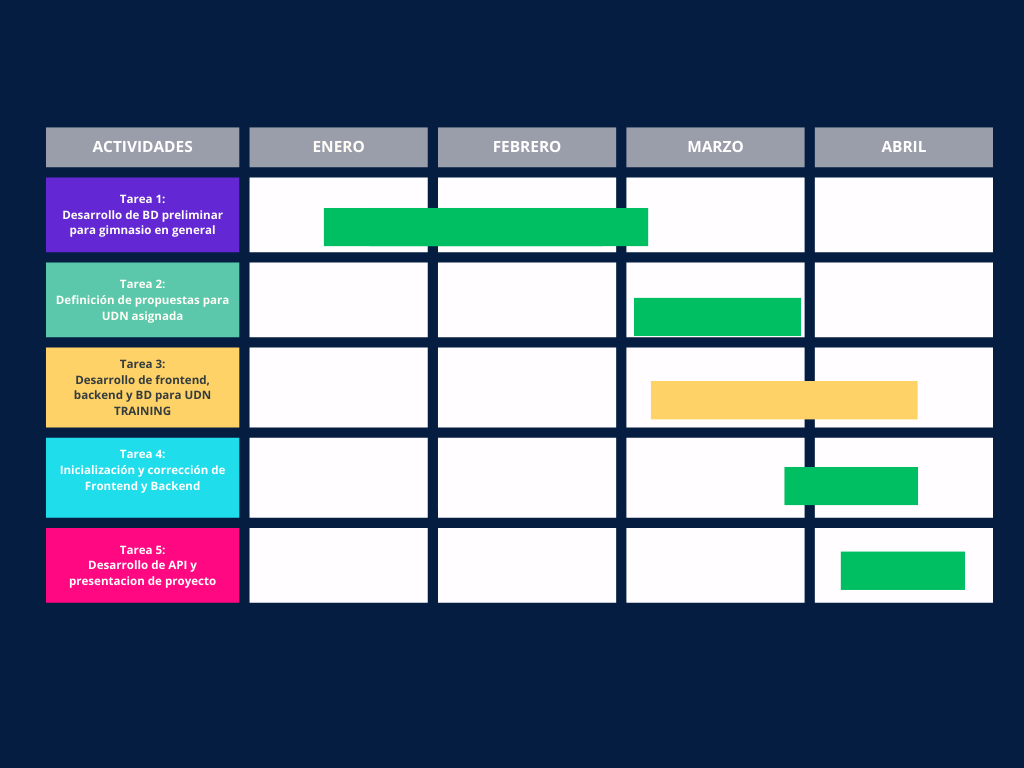 ACTIVIDADES
ENERO
FEBRERO
MARZO
ABRIL
Tarea 1:
Desarrollo de BD preliminar
para gimnasio en general
Tarea 2:
Definición de propuestas para
UDN asignada
Tarea 3:
Desarrollo de frontend,
backend y BD para UDN
TRAINING
Tarea 4:
Inicialización y corrección de
Frontend y Backend
Tarea 5:
Desarrollo de API y
presentacion de proyecto